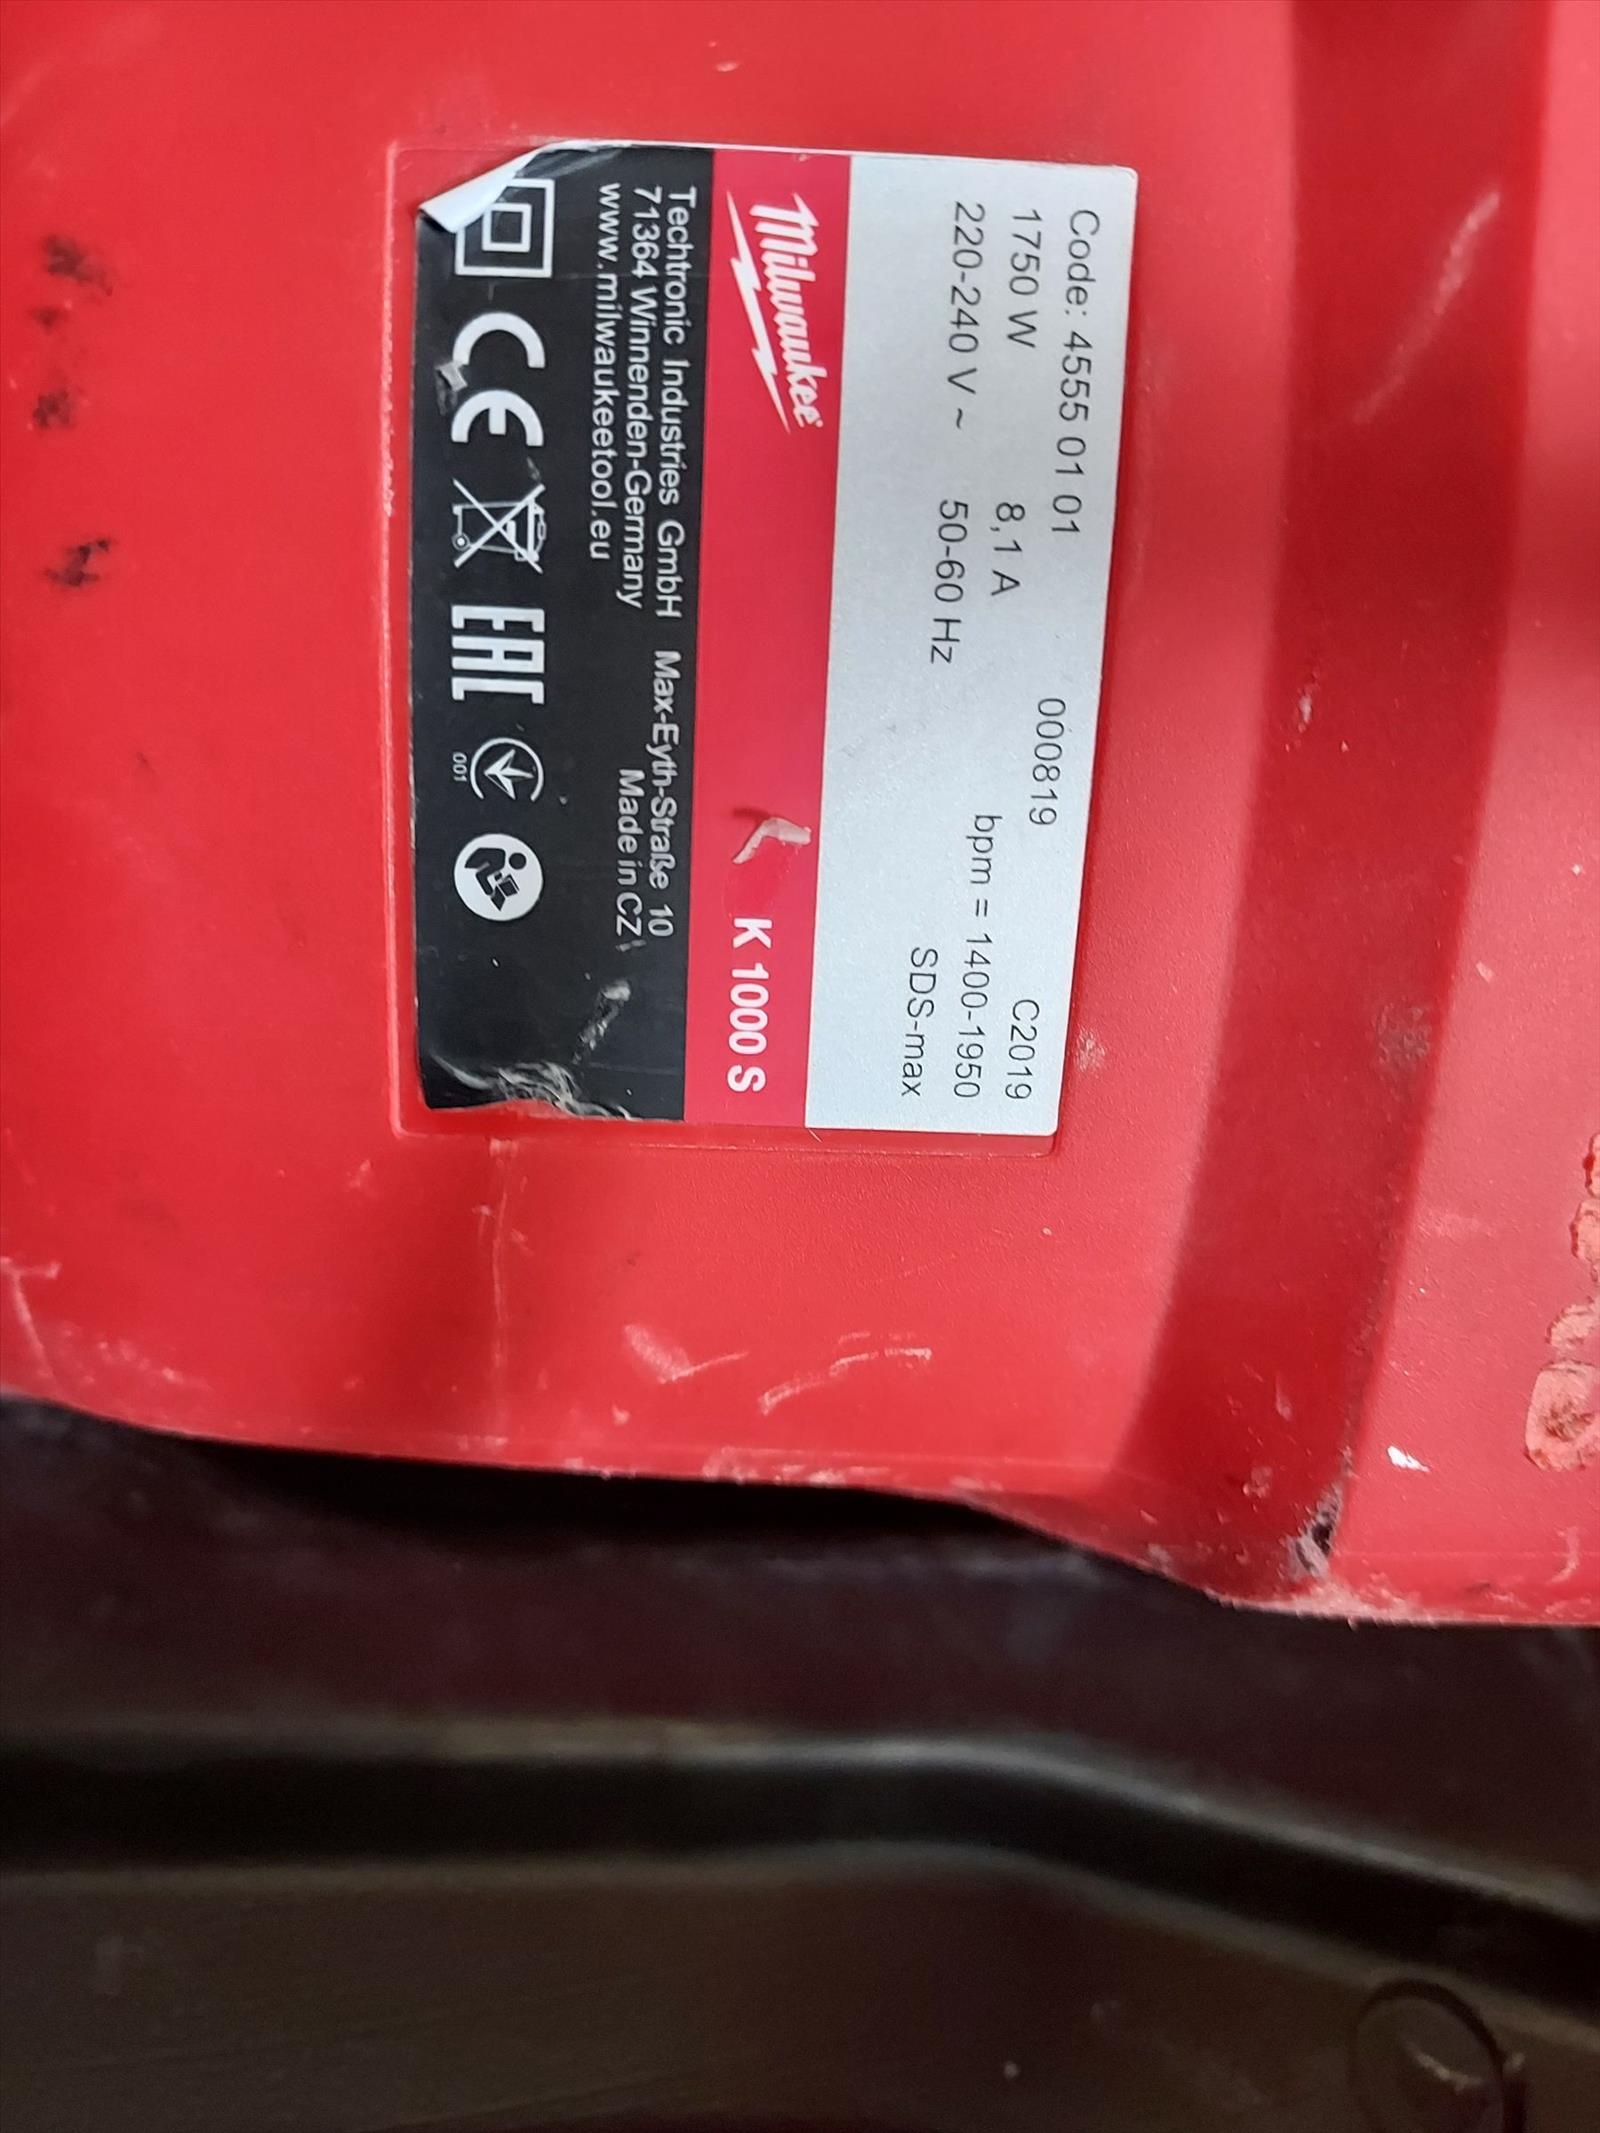 Code: 4555 01 01 000819 C2019
1750 W 8,1 A bpm = 1400-1950
220-240 V ~ 50-60 Hz SDS-max
Milwaukee K 1000 S
Techtronic Industries GmbH Max-Eyth-Straße 10
71364 Winnenden-Germany Made in CZ
www.milwaukeetool.eu
CE EAC 001